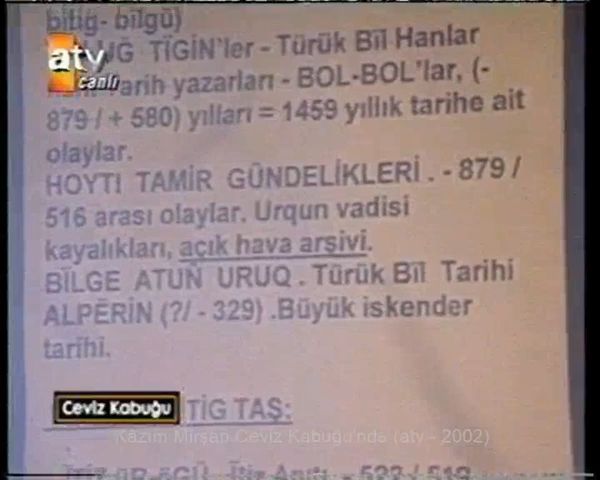 bitig- bilgü)
TİGİN'ler - Türük Bil Hanlar
tarih yazarları - BOL-BOL'lar, (-
879 / + 580) yılları = 1459 yıllık tarihe ait
olaylar.
HOYTI TAMİR GÜNDELİKLERİ . - 879 /
516 arası olaylar. Urqun vadisi
kayalıkları, açık hava arşivi.
BİLGE ATUÑ URUQ . Türük Bil Tarihi
ALPĒRİN (?/ - 329) .Büyük iskender
tarihi.
TİG TAŞ:
atv
canlı
Ceviz Kabuğu
Kazım Mirşan Ceviz Kabuğu'nda (atv - 2002)